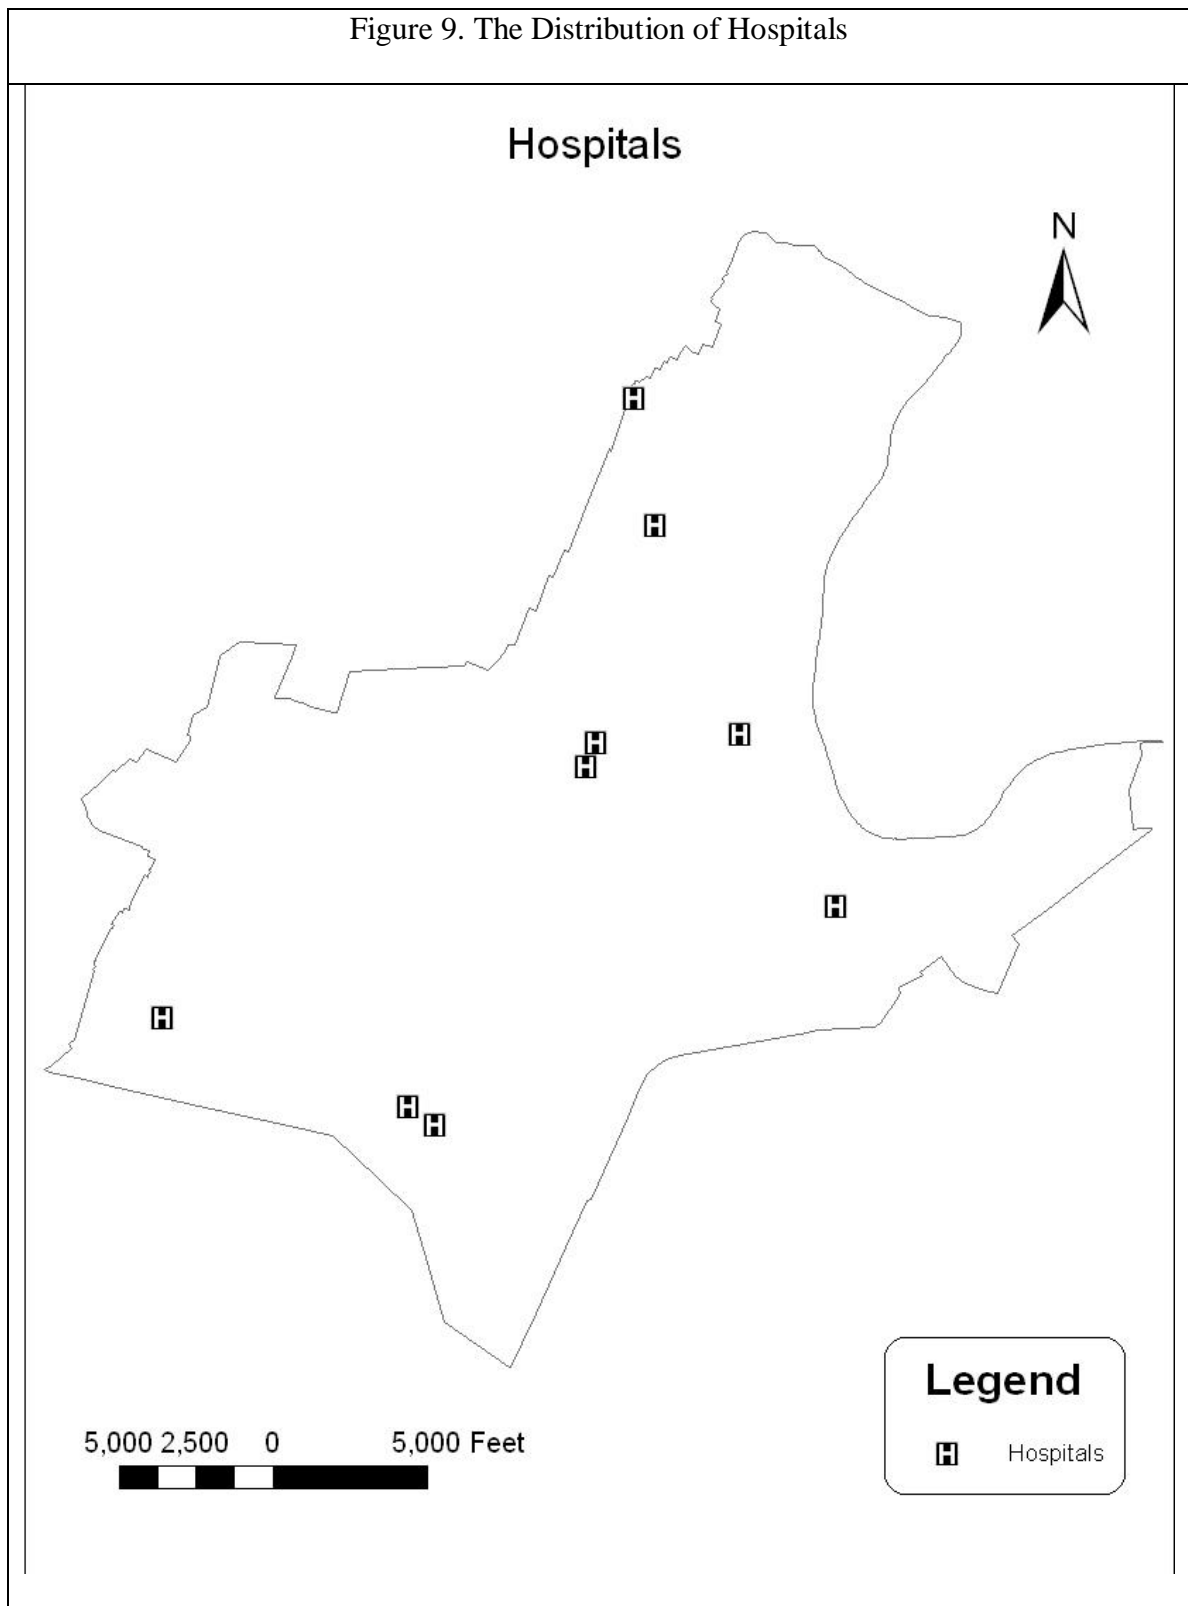 Figure 9. The Distribution of Hospitals
Hospitals
N
H
H
H
H
H
H
H
H
H
Legend
H Hospitals
5,000 2,500 0 5,000 Feet